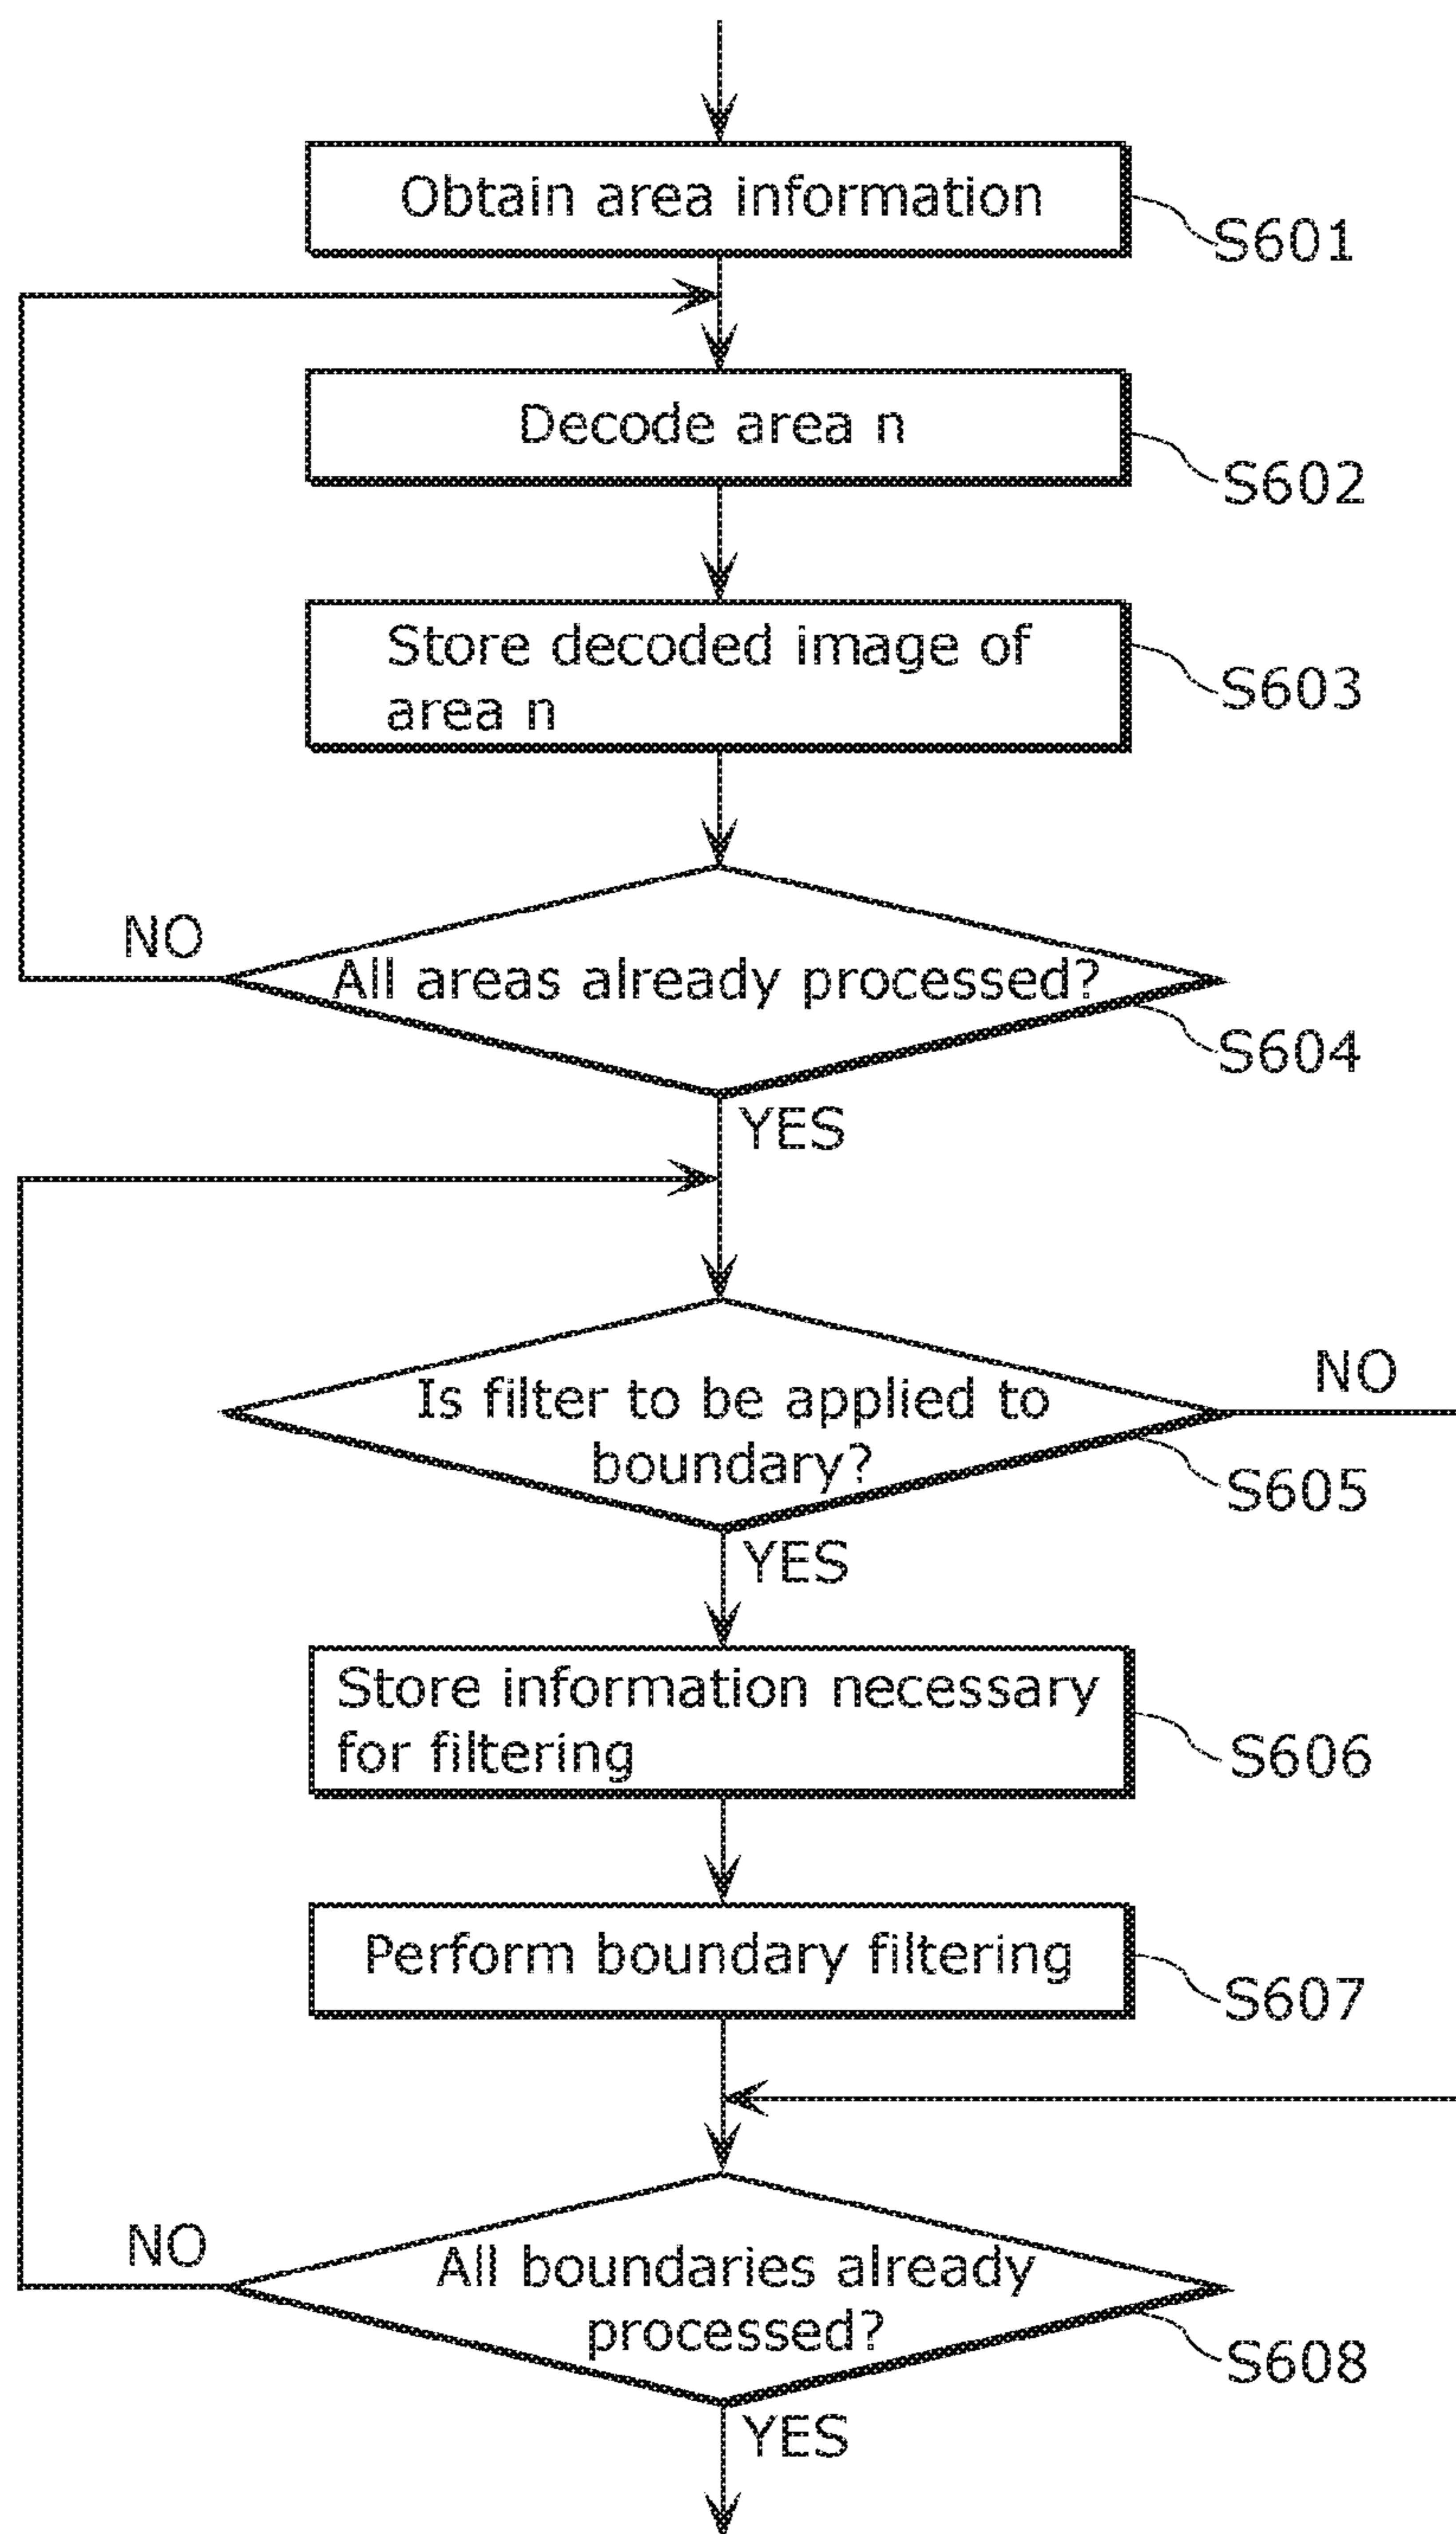 Obtain area information
S601
Decode area n
S602
Store decoded image of
area n
S603
NO
All areas already processed?
S604
YES
NO
Is filter to be applied to
boundary?
S605
YES
Store information necessary
for filtering
S606
Perform boundary filtering
S607
NO
All boundaries already
processed?
S608
YES